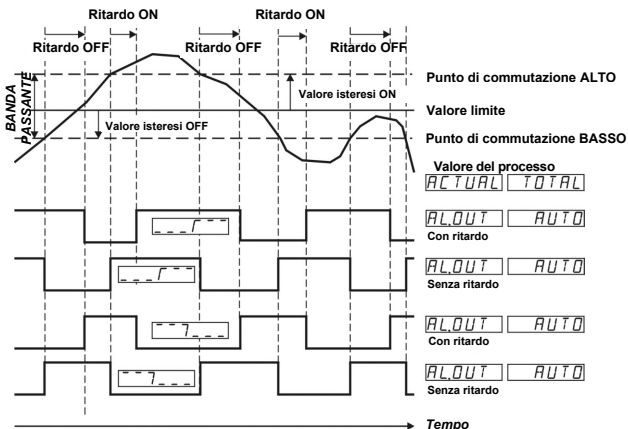 Ritardo ON
Ritardo ON
Ritardo OFF
Ritardo OFF
Ritardo OFF
BANDA
PASSANTE
Valore isteresi ON
Valore isteresi OFF
Punto di commutazione ALTO
Valore limite
Punto di commutazione BASSO
Valore del processo
ACTUAL TOTAL
AL.OUT AUTO
Con ritardo
AL.OUT AUTO
Senza ritardo
AL.OUT AUTO
Con ritardo
AL.OUT AUTO
Senza ritardo
Tempo